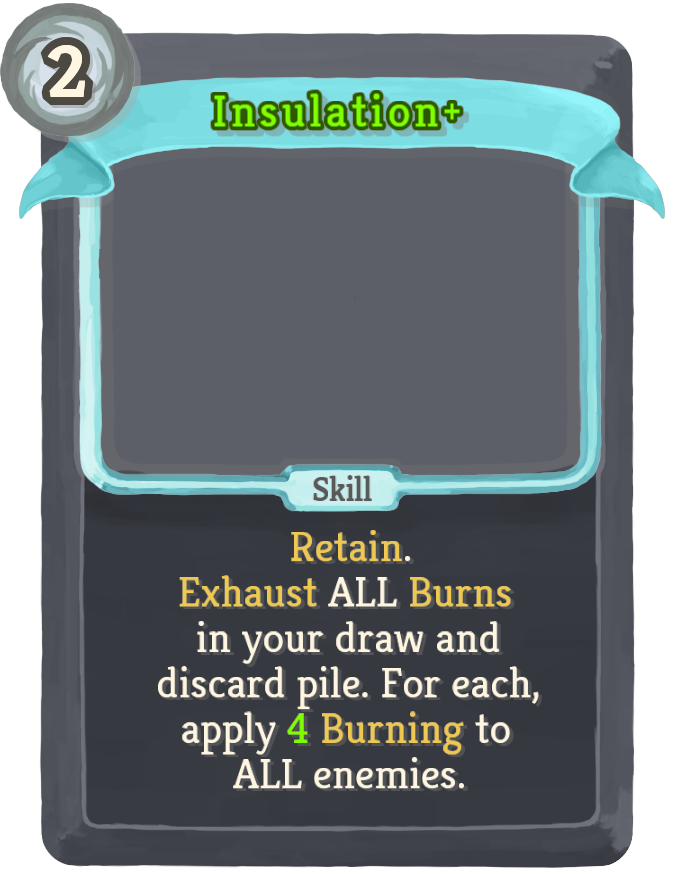 2
Insulation+
Skill
Retain.
Exhaust ALL Burns
in your draw and
discard pile. For each,
apply 4 Burning to
ALL enemies.